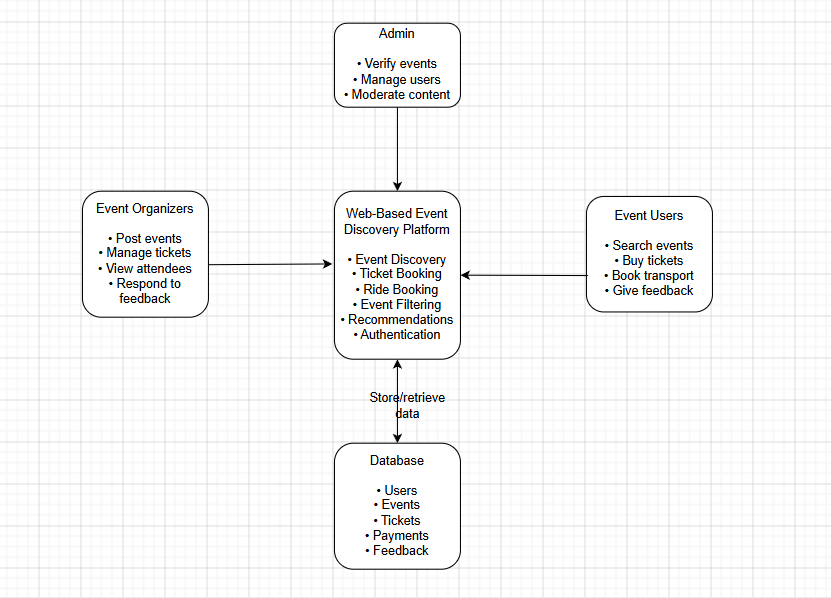 Admin
• Verify events
• Manage users
• Moderate content
Event Organizers
• Post events
• Manage tickets
• View attendees
• Respond to
feedback
Web-Based Event
Discovery Platform
• Event Discovery
• Ticket Booking
• Ride Booking
• Event Filtering
• Recommendations
• Authentication
Event Users
• Search events
• Buy tickets
• Book transport
• Give feedback
Store/retrieve
data
Database
• Users
• Events
• Tickets
• Payments
• Feedback